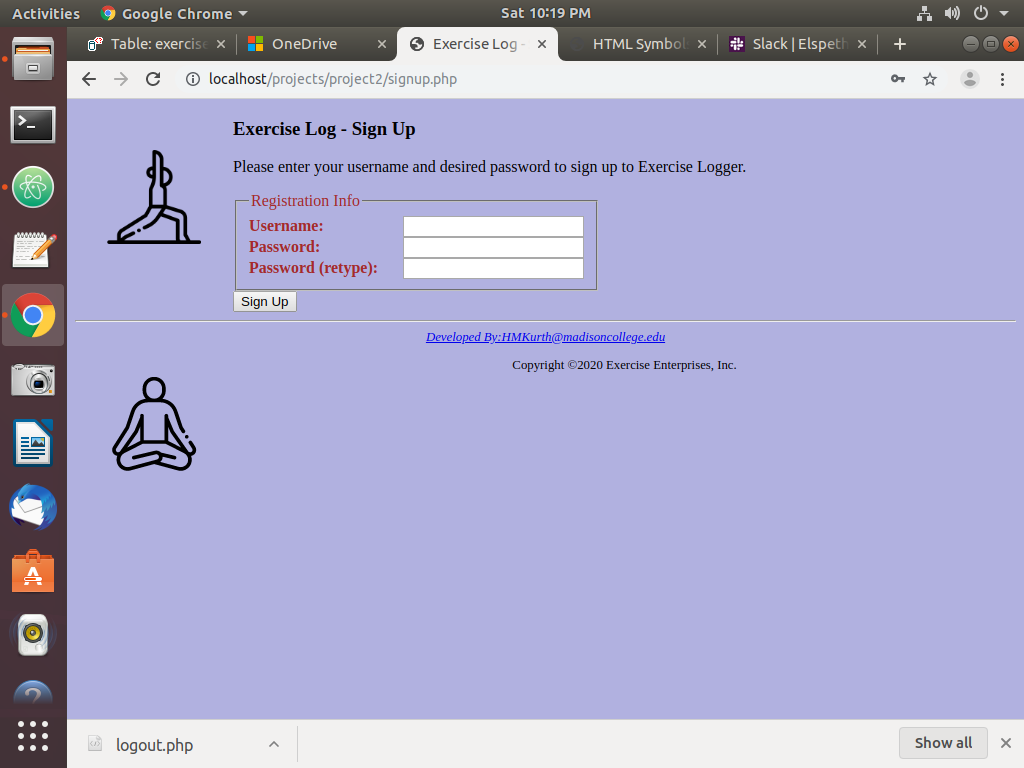 Activities Google Chrome Sat 10:19 PM
Table: exercise OneDrive Exercise Log - HTML Symbol Slack | Elspeth
localhost/projects/project2/signup.php
Exercise Log - Sign Up
Please enter your username and desired password to sign up to Exercise Logger.
Registration Info
Username:
Password:
Password (retype):
Sign Up
Developed By:HMKurth@madisoncollege.edu
Copyright ©2020 Exercise Enterprises, Inc.
logout.php Show all